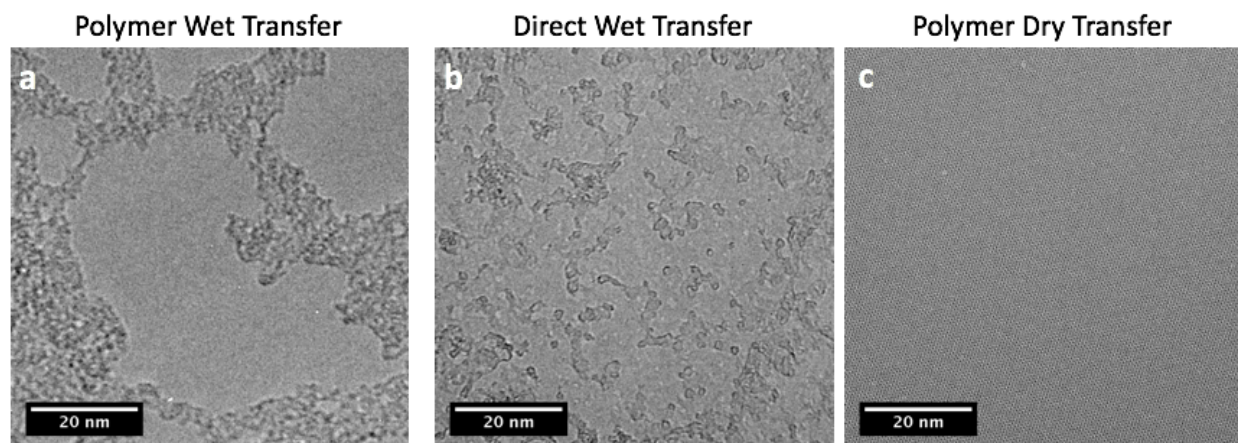 Polymer Wet Transfer
Direct Wet Transfer
Polymer Dry Transfer
a
b
c
20 nm
20 nm
20 nm